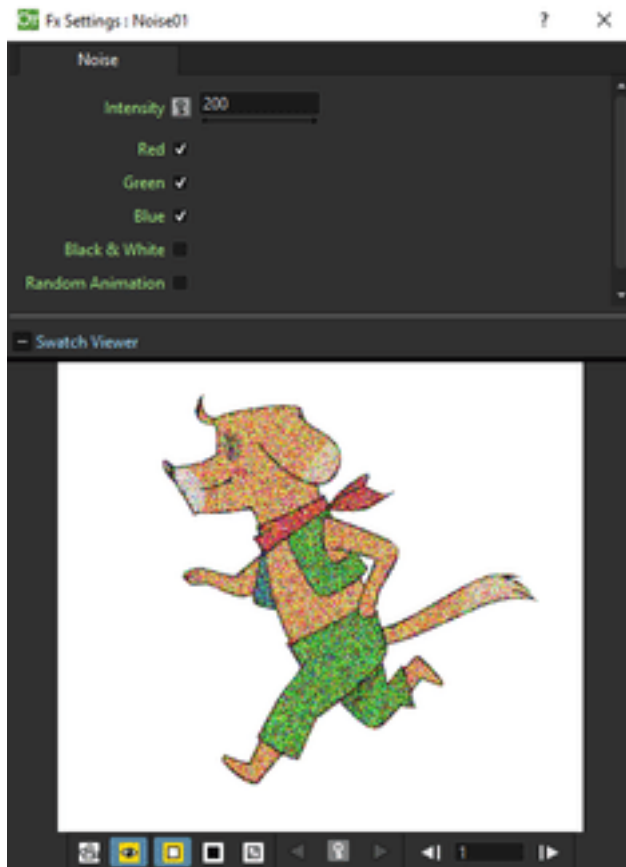 Fx Settings : Noise01
Noise
Intensity 200
Red
Green
Blue
Black & White
Random Animation
Swatch Viewer
1